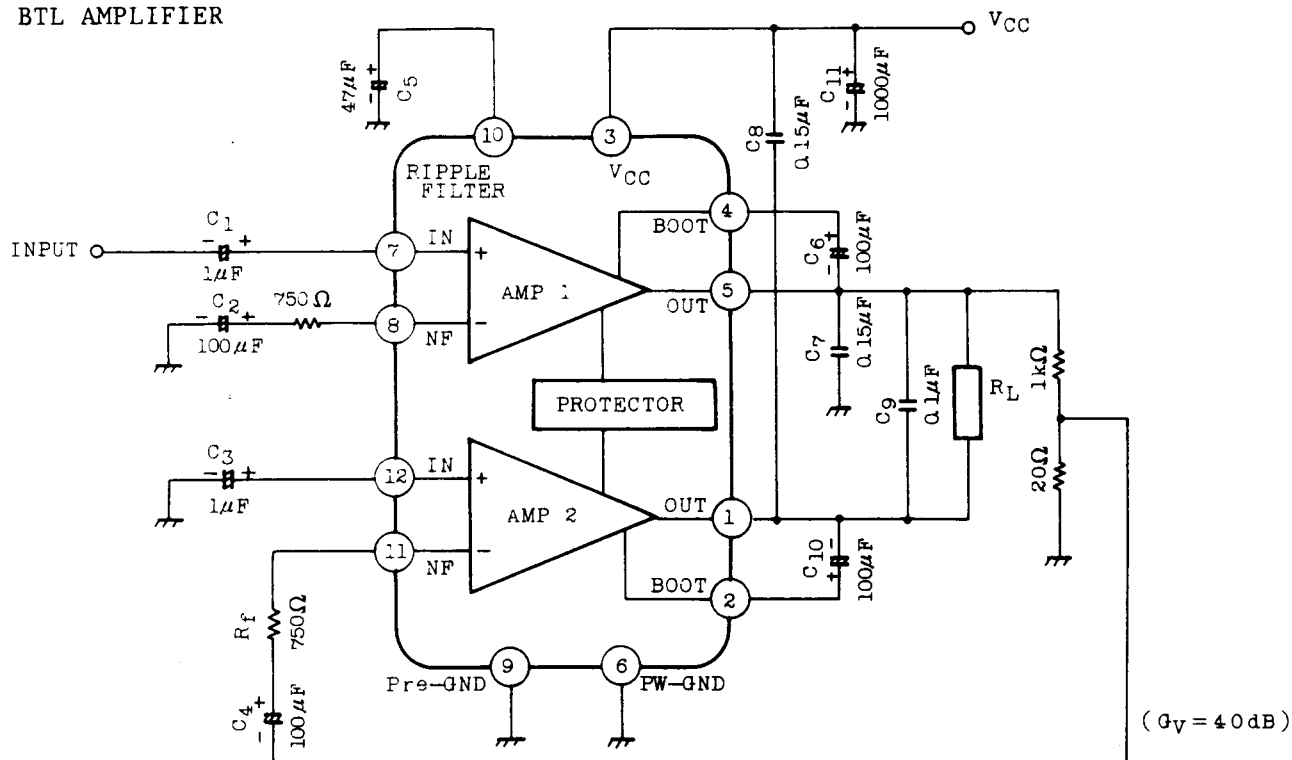 BTL AMPLIFIER
VCC
47μF
+
-
C5
C11
+
-
1000μF
C8
0.15μF
10
3
RIPPLE
FILTER
VCC
4
BOOT
C6
+
-
100μF
INPUT
C1
- +
1μF
7
IN
+
AMP 1
5
OUT
C2
- +
100μF
750Ω
8
NF
-
C7
0.15μF
C9
0.1μF
RL
1kΩ
20Ω
PROTECTOR
C3
- +
1μF
12
IN
+
AMP 2
OUT
1
11
NF
-
C10
-
+
100μF
BOOT
2
Rf
750Ω
9
6
Pre-GND
PW-GND
C4
+
-
100μF
(GV=40dB)